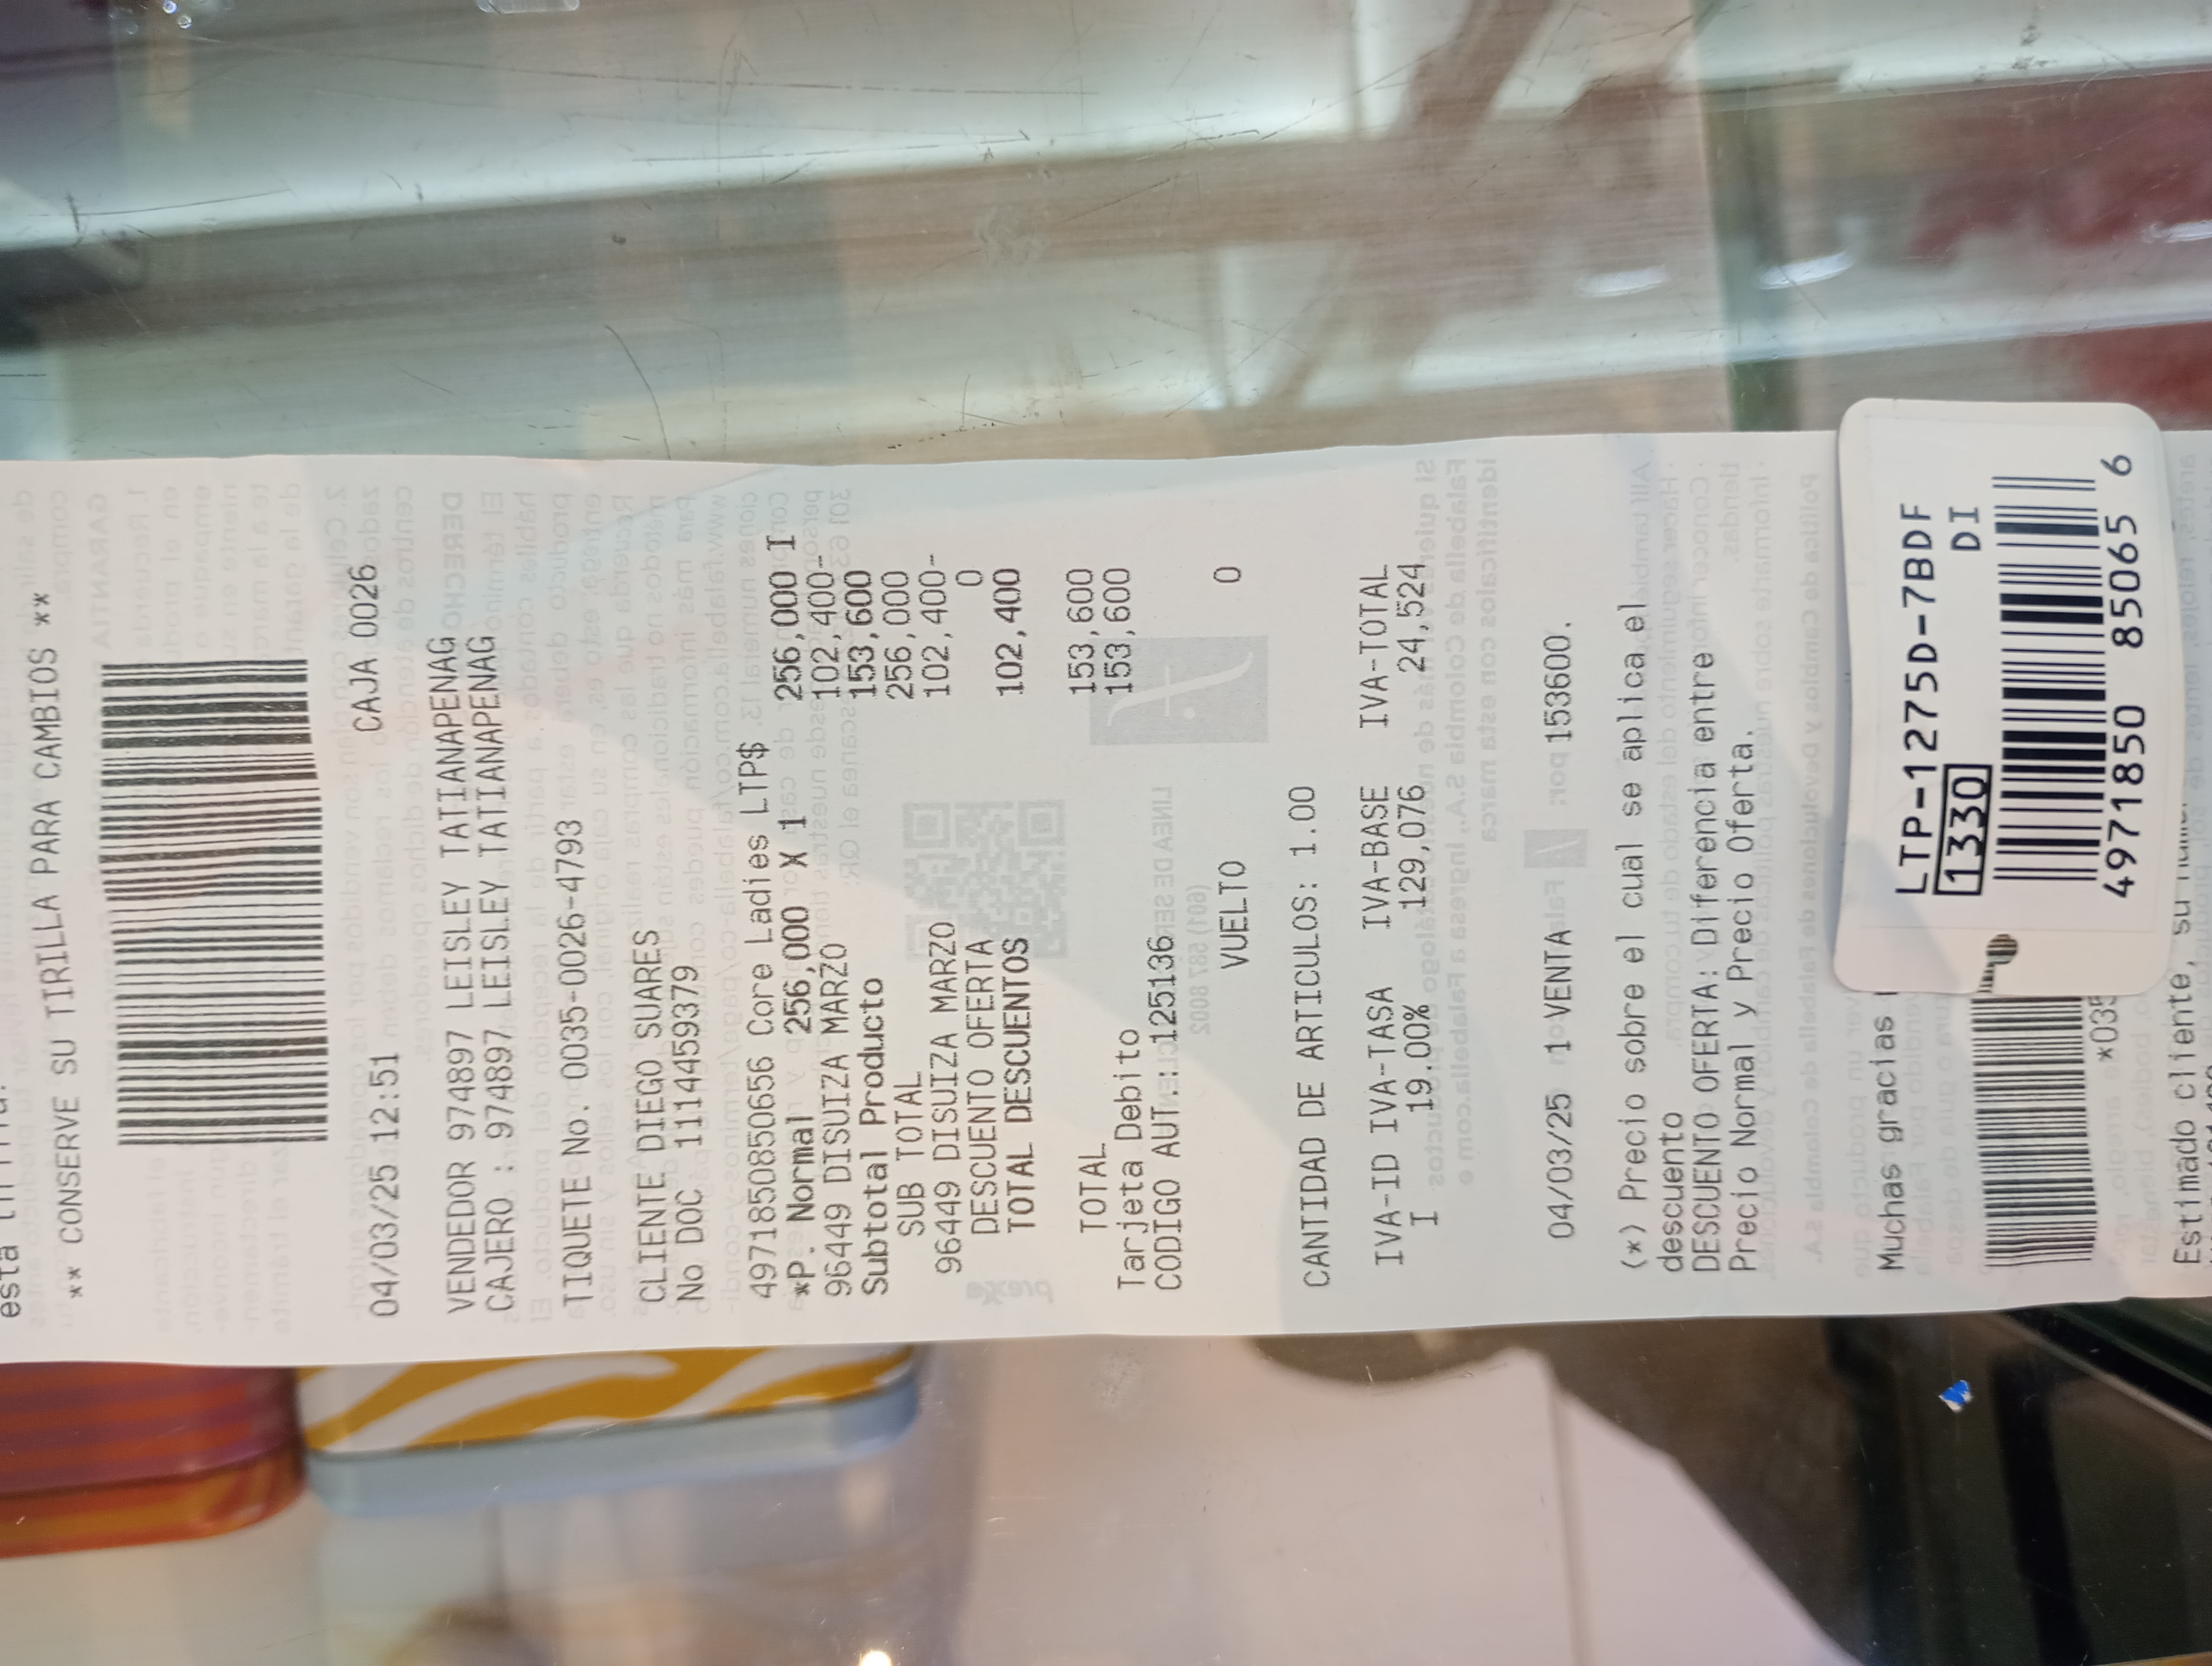 esta
** CONSERVE SU TIRILLA PARA CAMBIOS **
04/03/25 12:51 CAJA 0026
VENDEDOR 974897 LEISLEY TATIANAPENAG
CAJERO : 974897 LEISLEY TATIANAPENAG
TIQUETE No. 0035-0026-4793
CLIENTE DIEGO SUARES
No DOC 1114459379
4971850850656 Core Ladies LTP$
*P. Normal 256,000 X 1 256,000 I
96449 DISUIZA MARZO 102,400-
Subtotal Producto 153,600
SUB TOTAL 256,000
96449 DISUIZA MARZO 102,400-
DESCUENTO OFERTA 0
TOTAL DESCUENTOS 102,400
TOTAL 153,600
Tarjeta Debito 153,600
CODIGO AUT.: 125136
VUELTO 0
CANTIDAD DE ARTICULOS: 1.00
IVA-ID IVA-TASA IVA-BASE IVA-TOTAL
I 19.00% 129,076 24,524
04/03/25 1 VENTA por: 153600.
(*) Precio sobre el cual se aplica el
descuento
DESCUENTO OFERTA: Diferencia entre
Precio Normal y Precio Oferta.
Muchas gracias
*035
Estimado cliente, su
LTP-1275D-7BDF
1330 DI
4971850 85065 6